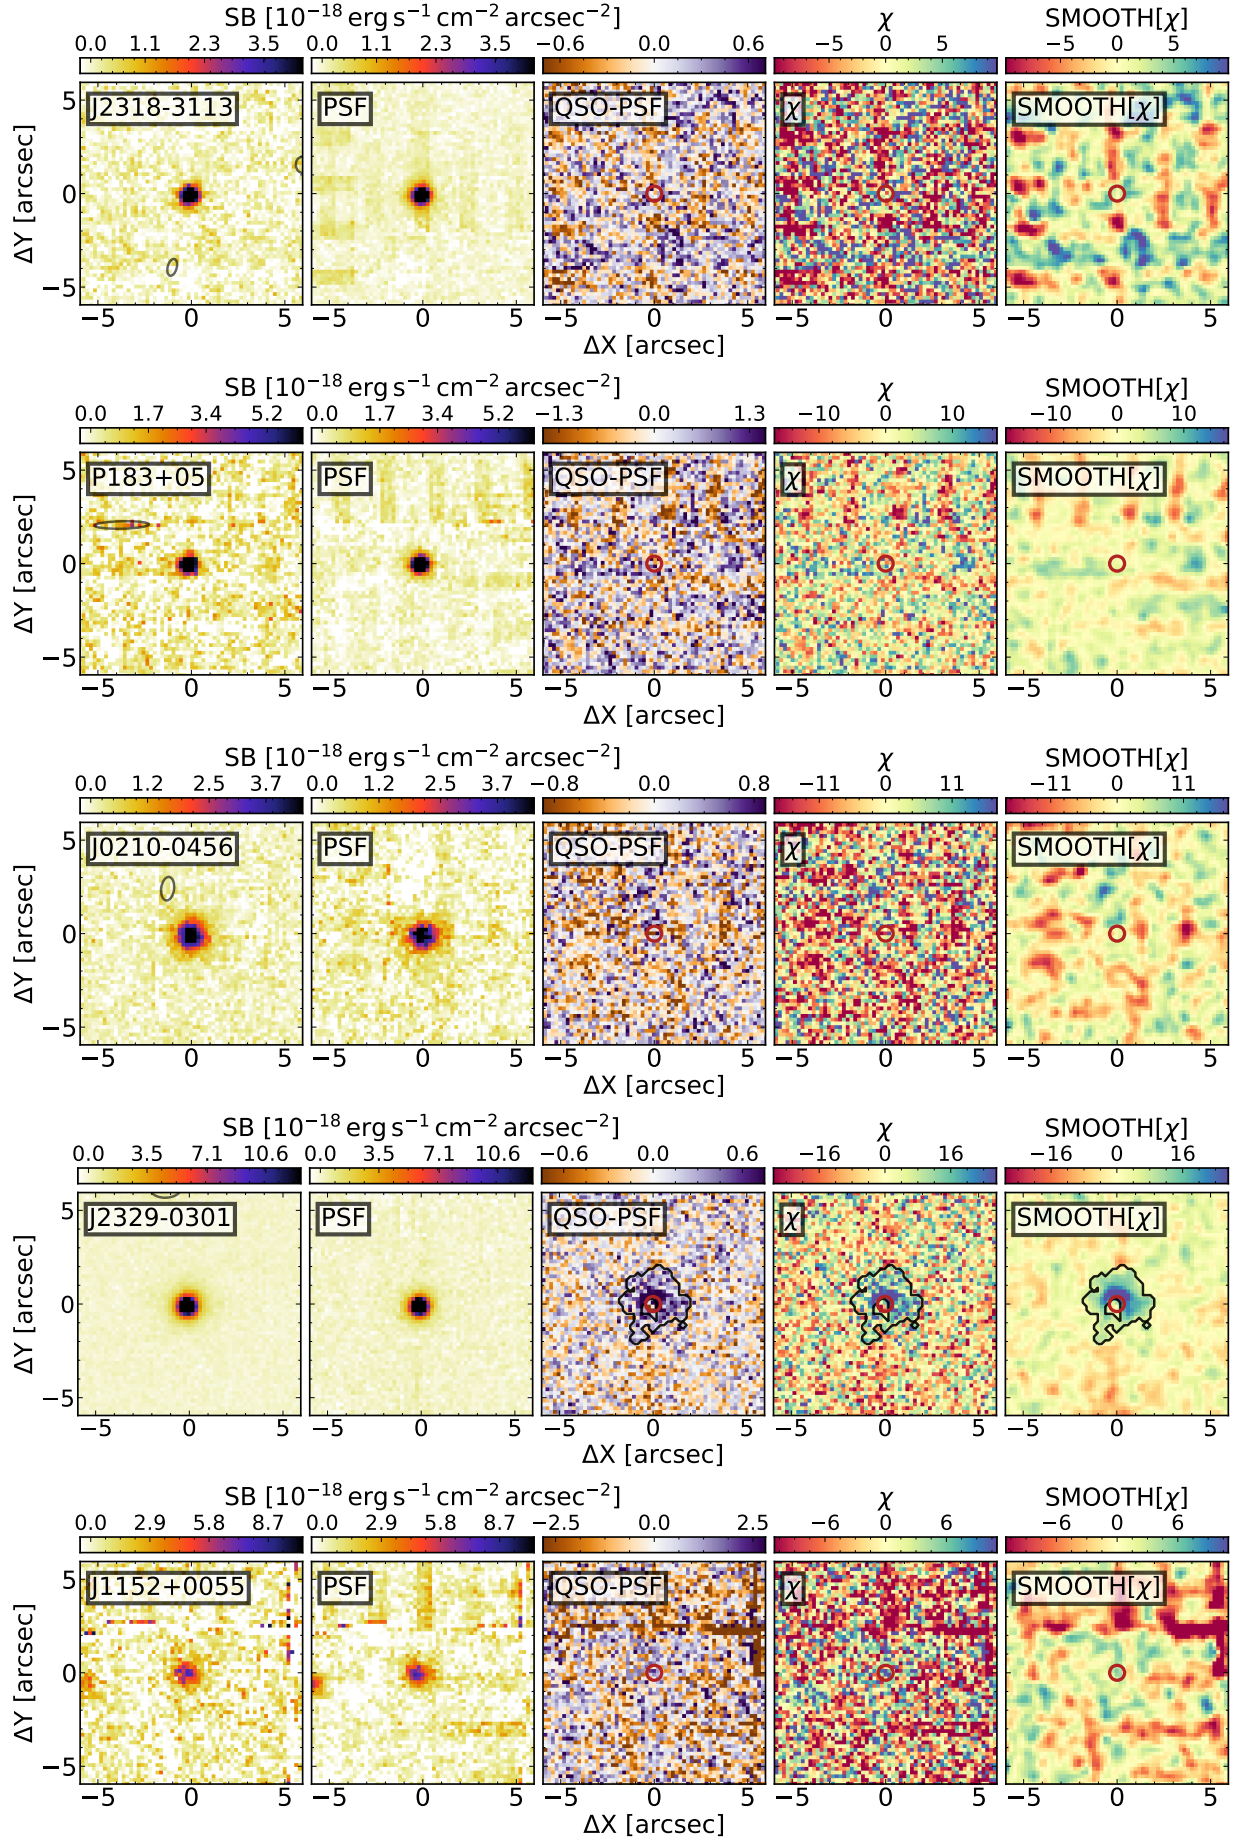 SB [10⁻¹⁸ erg s⁻¹ cm⁻² arcsec⁻²] χ SMOOTH[χ]
0.0 1.1 2.3 3.5 0.0 1.1 2.3 3.5 −0.6 0.0 0.6 −5 0 5 −5 0 5
J2318-3113 PSF QSO-PSF χ SMOOTH[χ]
5
0
−5
ΔY [arcsec]
−5 0 5 −5 0 5 −5 0 5 −5 0 5 −5 0 5
ΔX [arcsec]
SB [10⁻¹⁸ erg s⁻¹ cm⁻² arcsec⁻²] χ SMOOTH[χ]
0.0 1.7 3.4 5.2 0.0 1.7 3.4 5.2 −1.3 0.0 1.3 −10 0 10 −10 0 10
P183+05 PSF QSO-PSF χ SMOOTH[χ]
5
0
−5
ΔY [arcsec]
−5 0 5 −5 0 5 −5 0 5 −5 0 5 −5 0 5
ΔX [arcsec]
SB [10⁻¹⁸ erg s⁻¹ cm⁻² arcsec⁻²] χ SMOOTH[χ]
0.0 1.2 2.5 3.7 0.0 1.2 2.5 3.7 −0.8 0.0 0.8 −11 0 11 −11 0 11
J0210-0456 PSF QSO-PSF χ SMOOTH[χ]
5
0
−5
ΔY [arcsec]
−5 0 5 −5 0 5 −5 0 5 −5 0 5 −5 0 5
ΔX [arcsec]
SB [10⁻¹⁸ erg s⁻¹ cm⁻² arcsec⁻²] χ SMOOTH[χ]
0.0 3.5 7.1 10.6 0.0 3.5 7.1 10.6 −0.6 0.0 0.6 −16 0 16 −16 0 16
J2329-0301 PSF QSO-PSF χ SMOOTH[χ]
5
0
−5
ΔY [arcsec]
−5 0 5 −5 0 5 −5 0 5 −5 0 5 −5 0 5
ΔX [arcsec]
SB [10⁻¹⁸ erg s⁻¹ cm⁻² arcsec⁻²] χ SMOOTH[χ]
0.0 2.9 5.8 8.7 0.0 2.9 5.8 8.7 −2.5 0.0 2.5 −6 0 6 −6 0 6
J1152+0055 PSF QSO-PSF χ SMOOTH[χ]
5
0
−5
ΔY [arcsec]
−5 0 5 −5 0 5 −5 0 5 −5 0 5 −5 0 5
ΔX [arcsec]